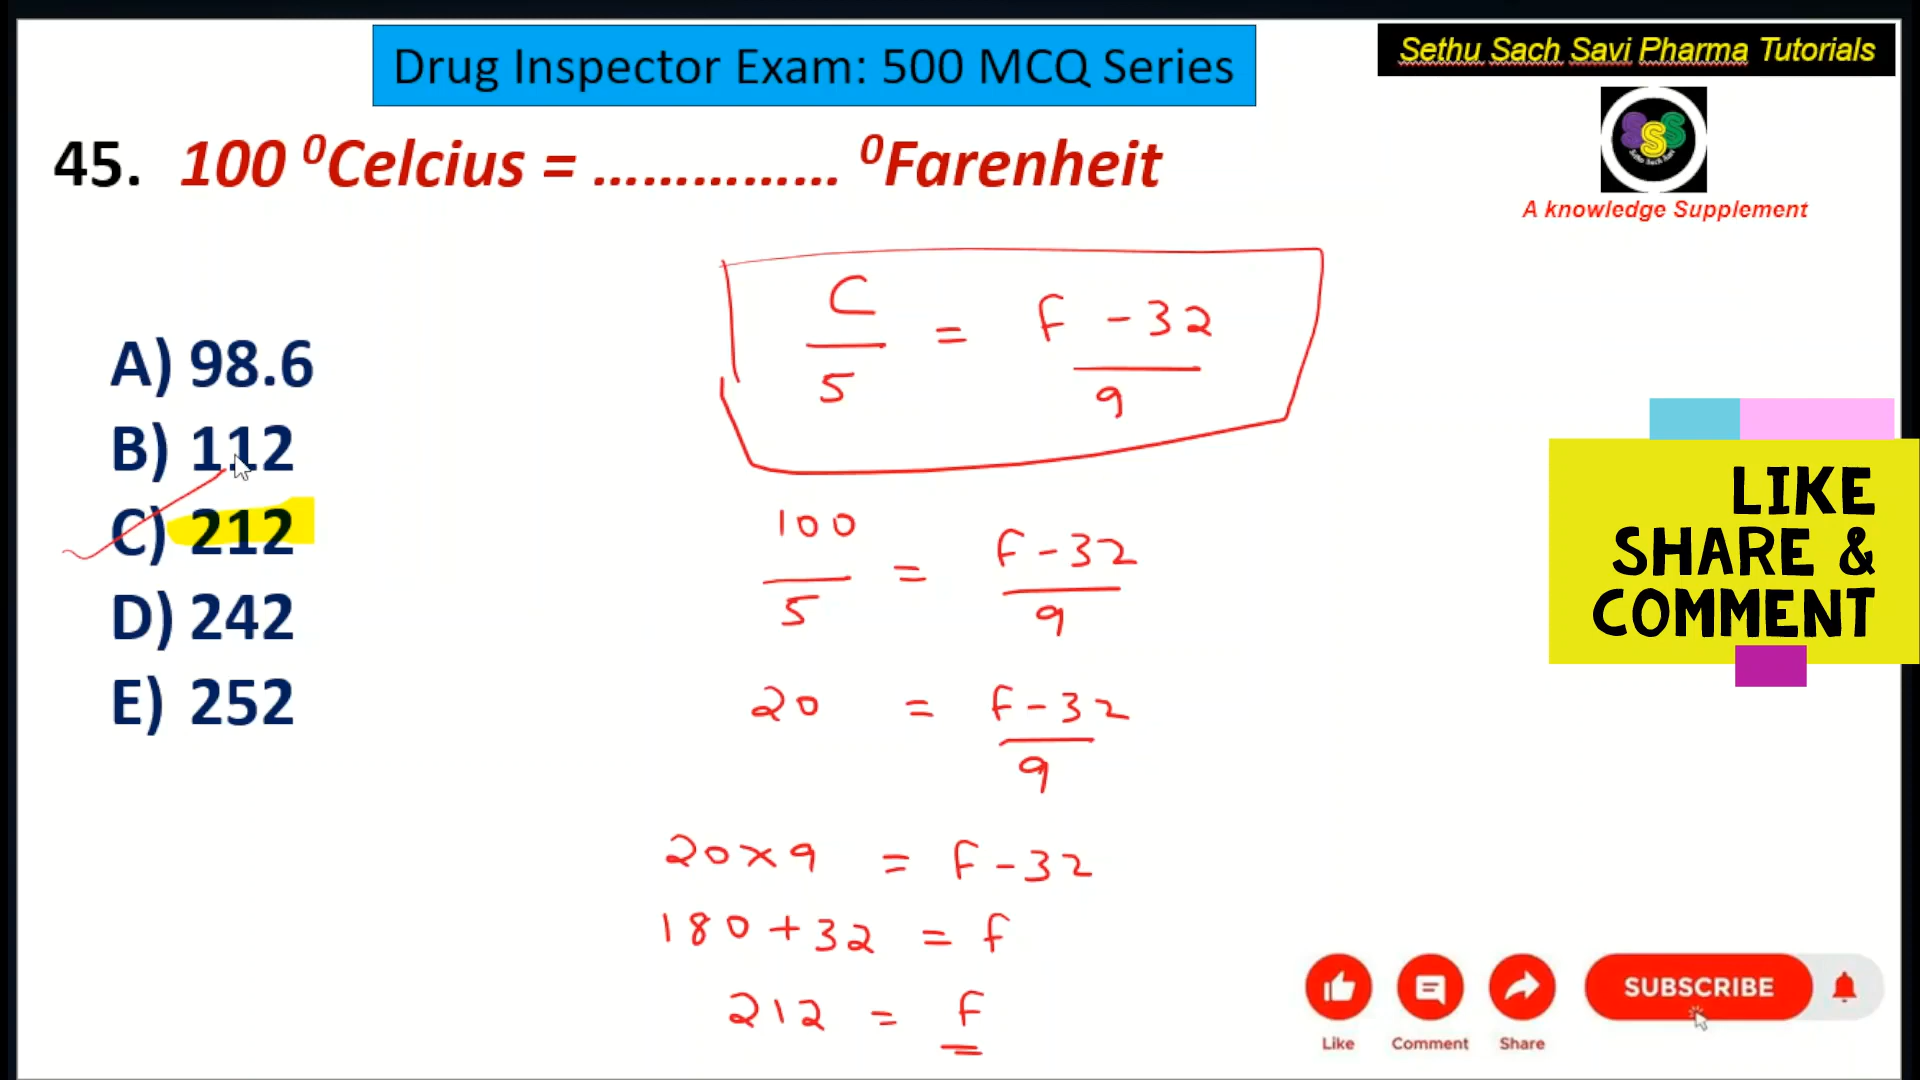 Drug Inspector Exam: 500 MCQ Series
Sethu Sach Savi Pharma Tutorials
SSS
A knowledge Supplement
45. 100 ⁰Celcius = ............... ⁰Farenheit
A) 98.6
B) 112
C) 212
D) 242
E) 252
C/5 = F - 32/9
100/5 = F - 32/9
20 = F - 32/9
20 × 9 = F - 32
180 + 32 = F
212 = F
LIKE
SHARE &
COMMENT
Like
Comment
Share
SUBSCRIBE